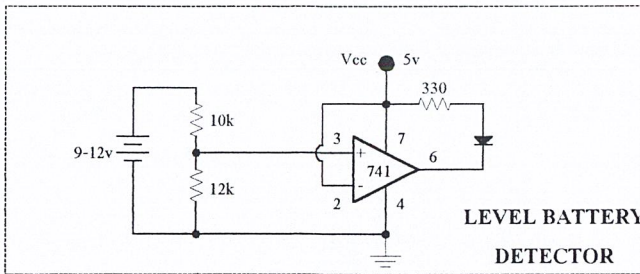 Vcc 5v
330
10k
3 7
9-12v
+
741 6
12k
-
2 4
LEVEL BATTERY
DETECTOR